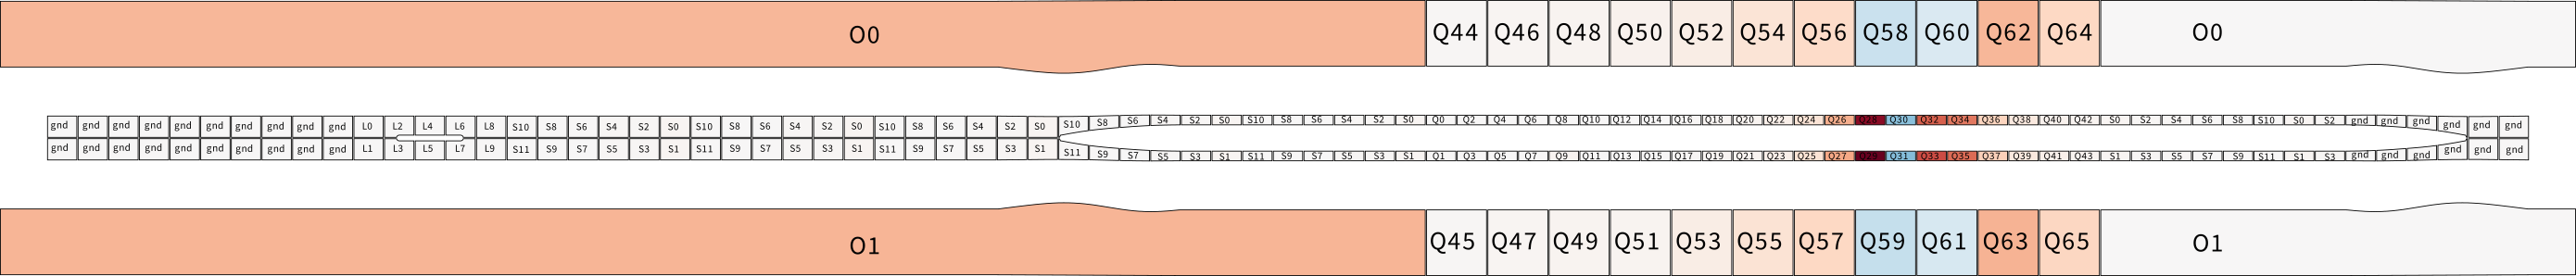 O0 Q44 Q46 Q48 Q50 Q52 Q54 Q56 Q58 Q60 Q62 Q64 O0
gnd gnd gnd gnd gnd gnd gnd gnd gnd gnd L0 L2 L4 L6 L8 S10 S8 S6 S4 S2 S0 S10 S8 S6 S4 S2 S0 S10 S8 S6 S4 S2 S0 S10 S8 S6 S4 S2 S0 S10 S8 S6 S4 S2 S0 Q0 Q2 Q4 Q6 Q8 Q10 Q12 Q14 Q16 Q18 Q20 Q22 Q24 Q26 Q28 Q30 Q32 Q34 Q36 Q38 Q40 Q42 S0 S2 S4 S6 S8 S10 S0 S2 gnd gnd gnd gnd gnd gnd
gnd gnd gnd gnd gnd gnd gnd gnd gnd gnd L1 L3 L5 L7 L9 S11 S9 S7 S5 S3 S1 S11 S9 S7 S5 S3 S1 S11 S9 S7 S5 S3 S1 S11 S9 S7 S5 S3 S1 S11 S9 S7 S5 S3 S1 Q1 Q3 Q5 Q7 Q9 Q11 Q13 Q15 Q17 Q19 Q21 Q23 Q25 Q27 Q29 Q31 Q33 Q35 Q37 Q39 Q41 Q43 S1 S3 S5 S7 S9 S11 S1 S3 gnd gnd gnd gnd gnd gnd
O1 Q45 Q47 Q49 Q51 Q53 Q55 Q57 Q59 Q61 Q63 Q65 O1